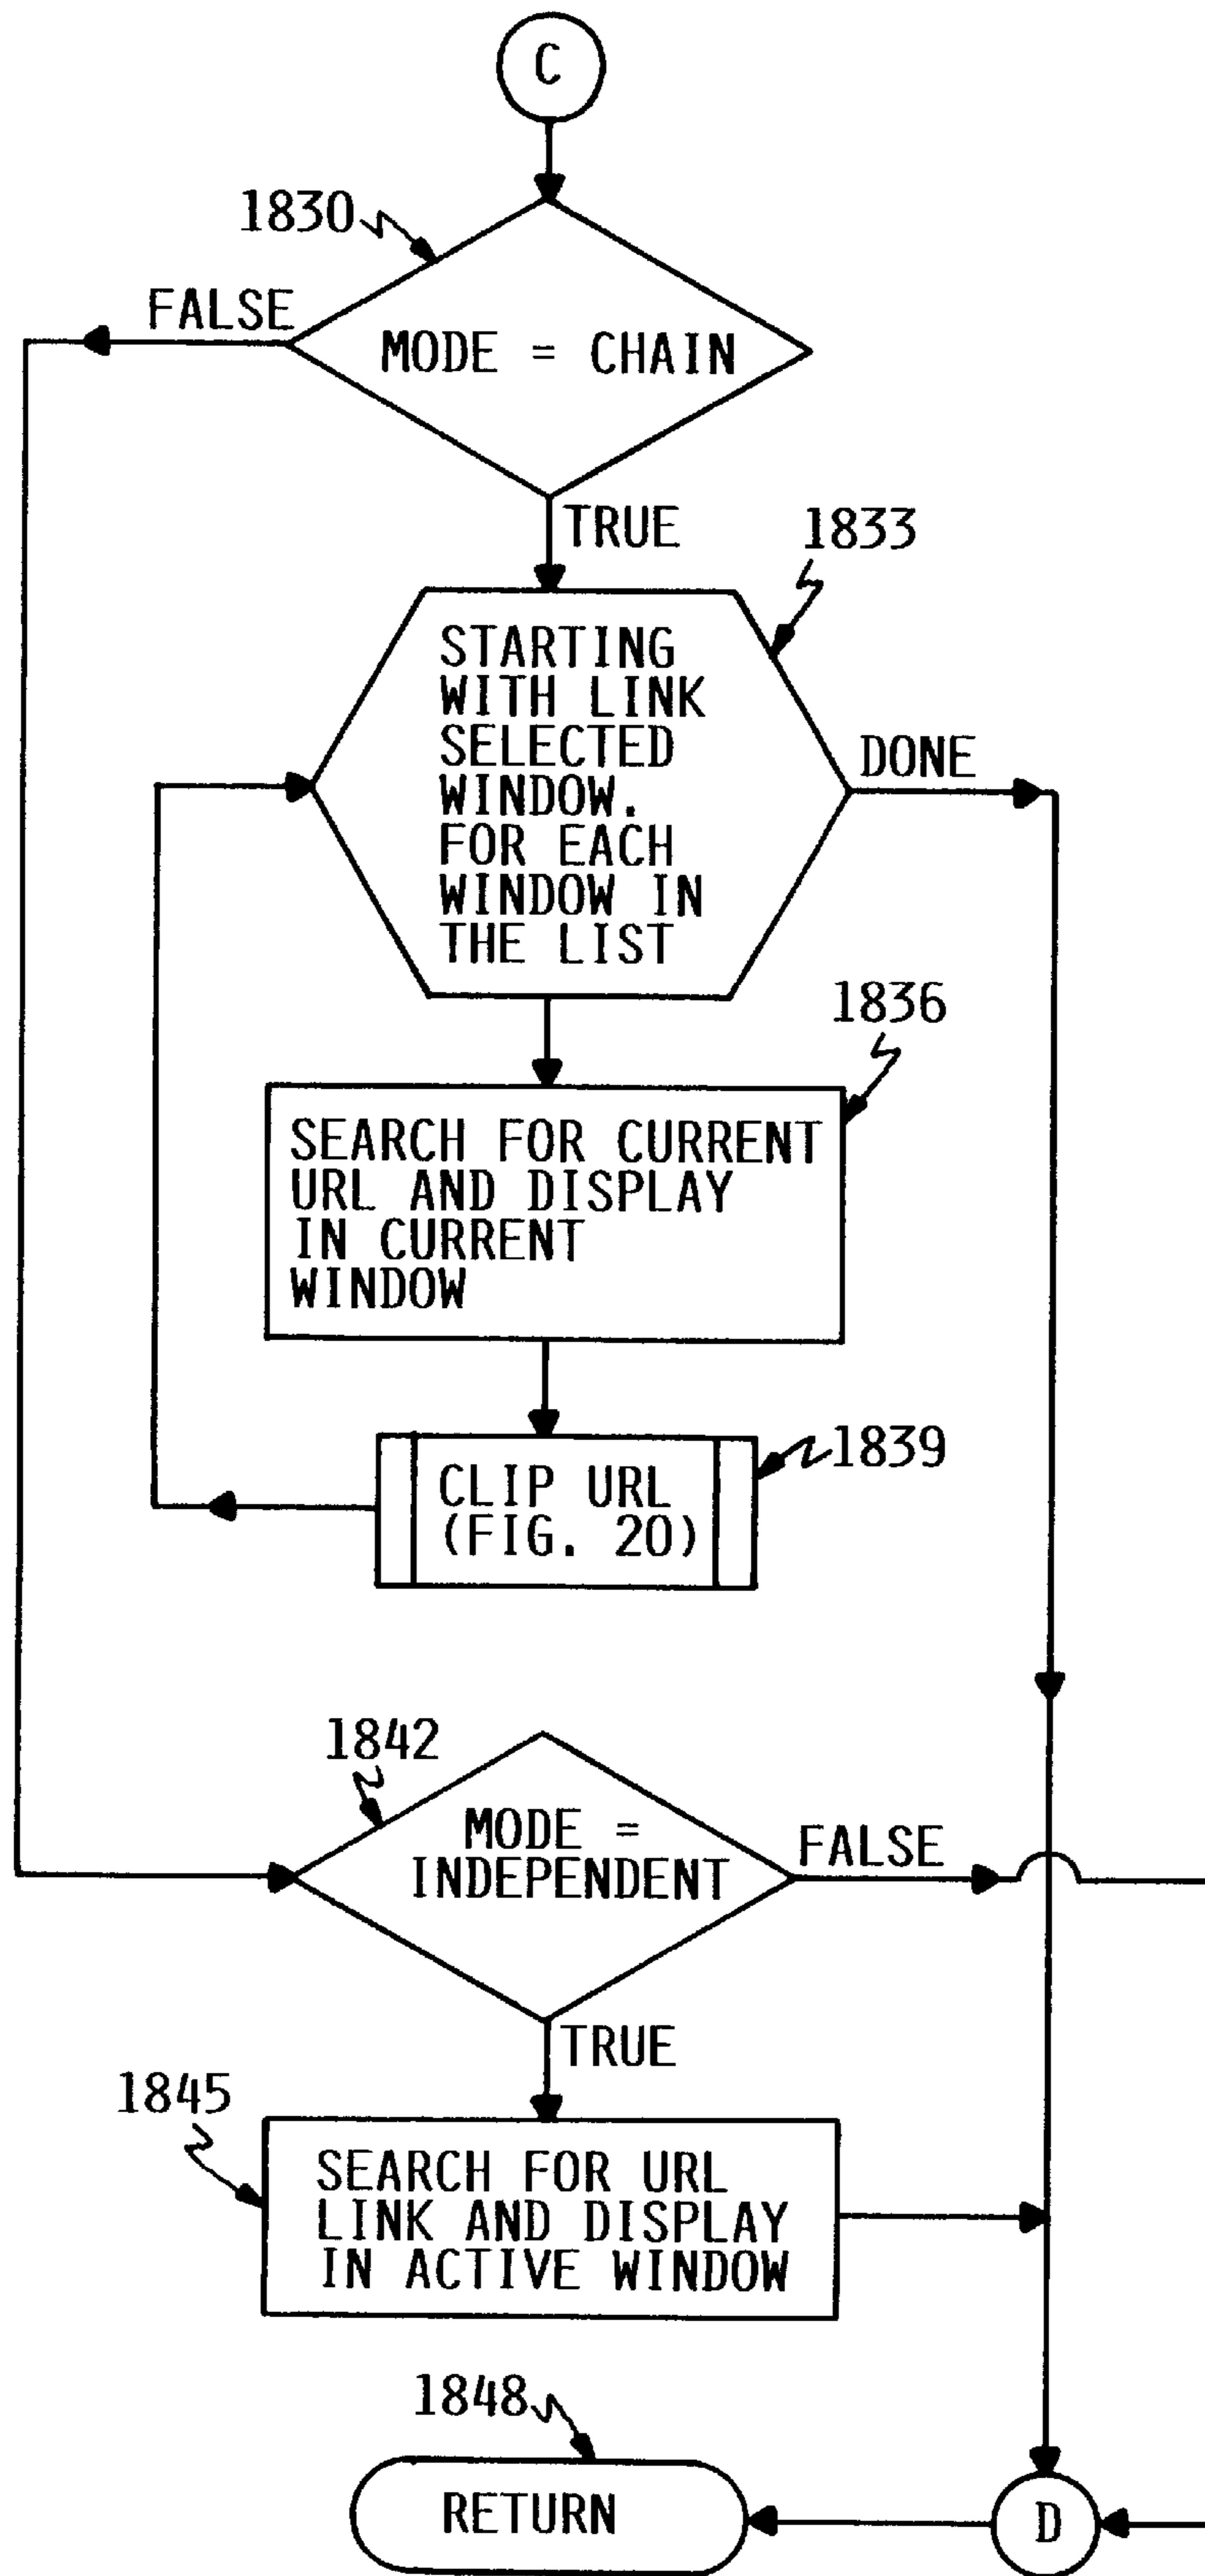 C
1830
FALSE
MODE = CHAIN
TRUE
1833
STARTING
WITH LINK
SELECTED
WINDOW.
FOR EACH
WINDOW IN
THE LIST
DONE
1836
SEARCH FOR CURRENT
URL AND DISPLAY
IN CURRENT
WINDOW
1839
CLIP URL
(FIG. 20)
1842
MODE =
INDEPENDENT
FALSE
TRUE
1845
SEARCH FOR URL
LINK AND DISPLAY
IN ACTIVE WINDOW
1848
RETURN
D